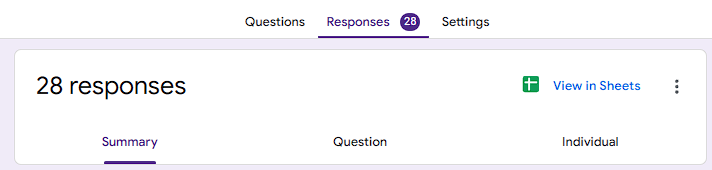 Questions Responses 28 Settings
28 responses View in Sheets
Summary Question Individual